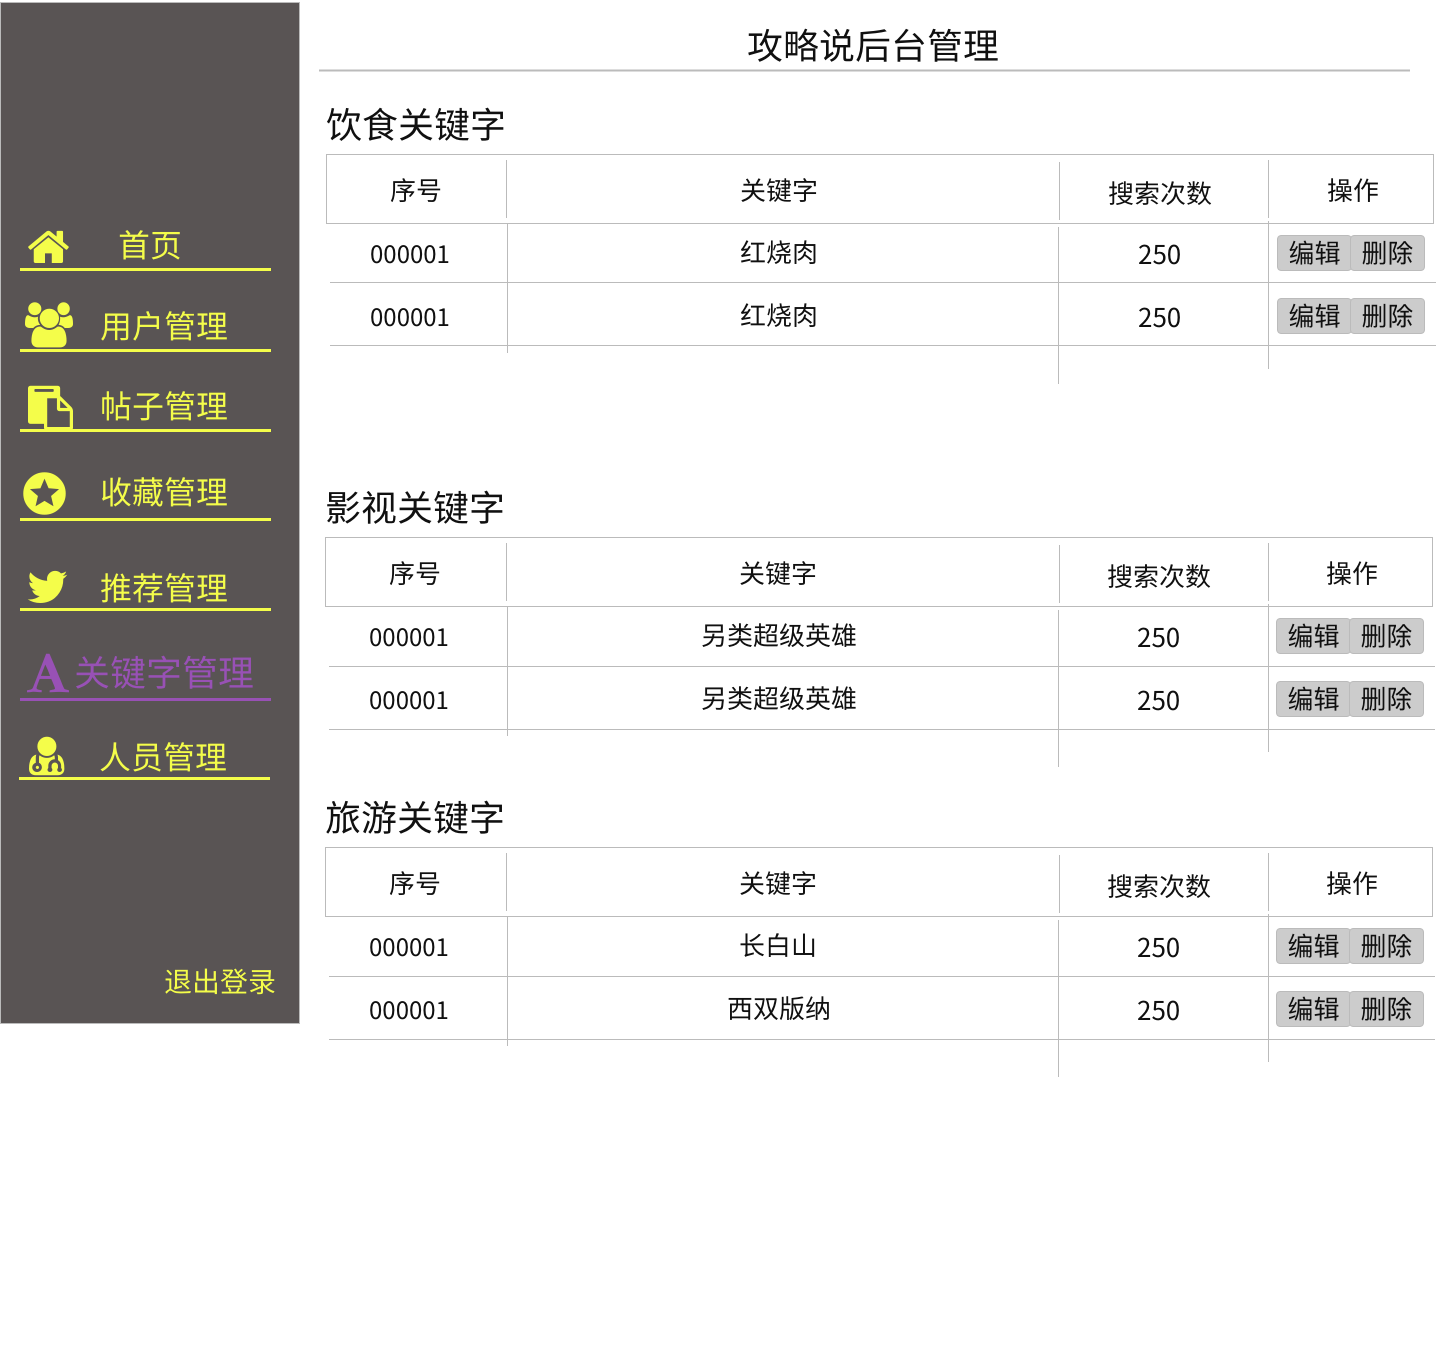 攻略说后台管理
首页
用户管理
帖子管理
收藏管理
推荐管理
A 关键字管理
人员管理
退出登录
饮食关键字
序号 关键字 搜索次数 操作
000001 红烧肉 250 编辑 删除
000001 红烧肉 250 编辑 删除
影视关键字
序号 关键字 搜索次数 操作
000001 另类超级英雄 250 编辑 删除
000001 另类超级英雄 250 编辑 删除
旅游关键字
序号 关键字 搜索次数 操作
000001 长白山 250 编辑 删除
000001 西双版纳 250 编辑 删除